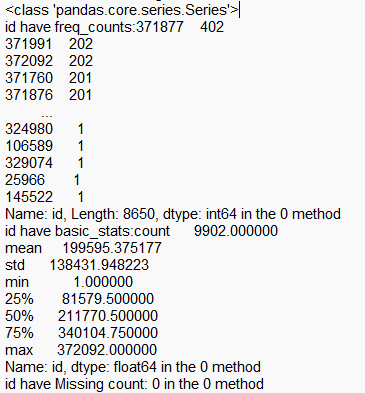 <class 'pandas.core.series.Series'>
id have freq_counts:371877    402
371991    202
372092    202
371760    201
371876    201
...
324980    1
106589    1
329074    1
25966    1
145522    1
Name: id, Length: 8650, dtype: int64 in the 0 method
id have basic_stats:count    9902.000000
mean    199595.375177
std    138431.948223
min    1.000000
25%    81579.500000
50%    211770.500000
75%    340104.750000
max    372092.000000
Name: id, dtype: float64 in the 0 method
id have Missing count: 0 in the 0 method